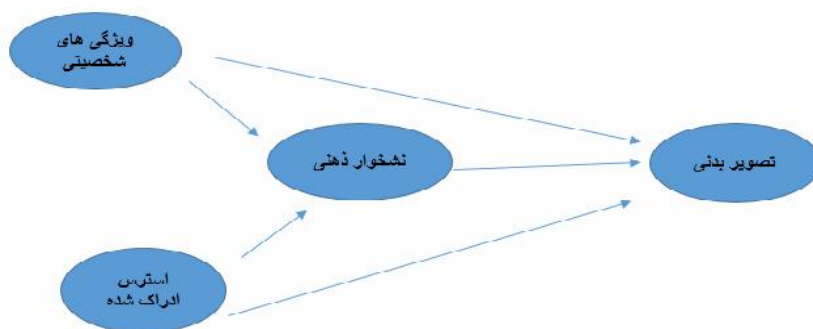 ویژگی های
شخصیتی
نشخوار ذهنی
تصویر بدنی
استرس
ادراک شده